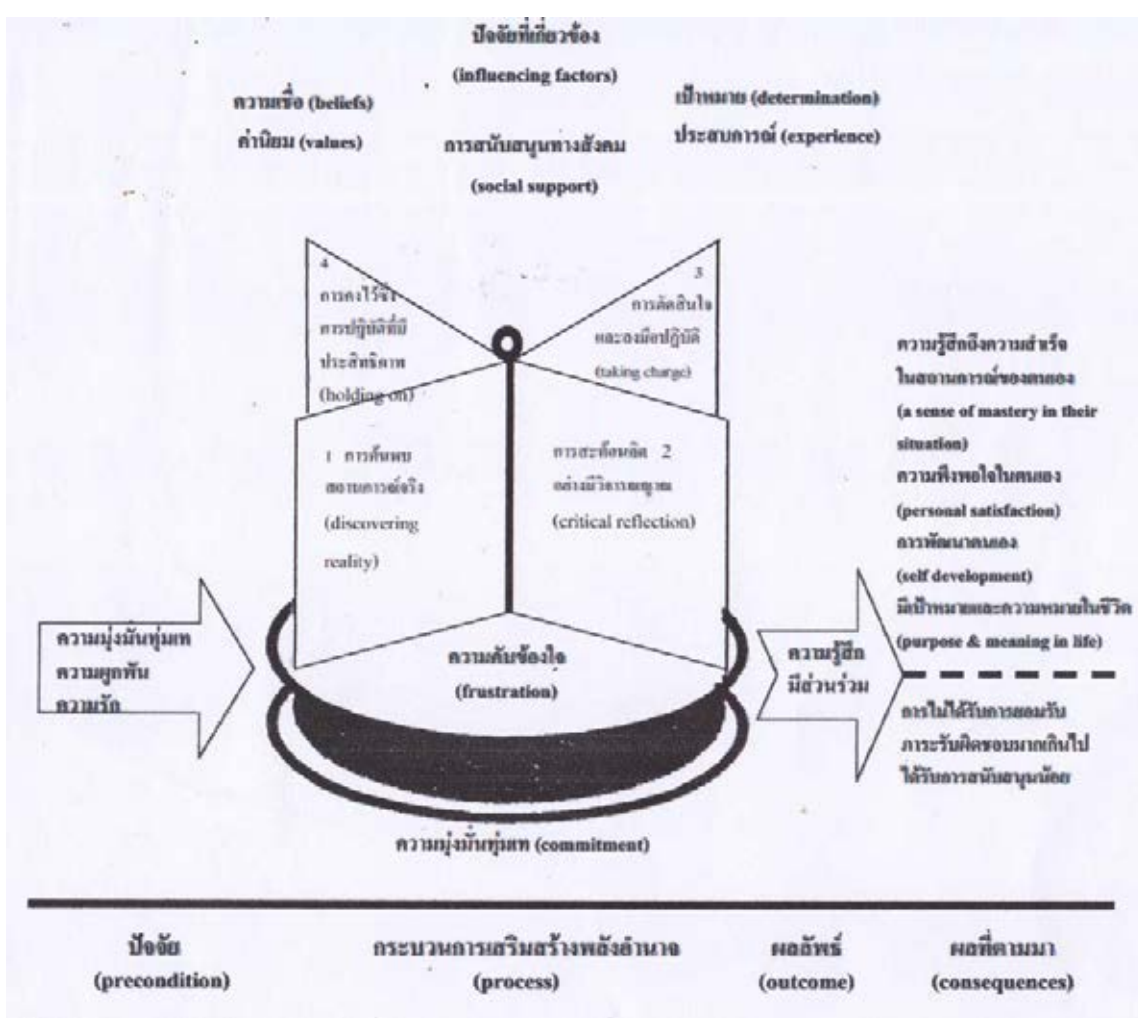 ปัจจัยที่เกี่ยวข้อง
(influencing factors)
ความเชื่อ (beliefs)
ค่านิยม (values)
การสนับสนูนทางสังคม
(social support)
เป้าหมาย (determination)
ประสบการณ์ (experience)
4
การคงไว้ซึ่ง
การปฏิบัติที่มี
ประสิทธิภาพ
(holding on)
3
การตัดสินใจ
และลงมือปฏิบัติ
(taking charge)
1 การค้นพบ
สถานการณ์จริง
(discovering
reality)
การสะท้อนคิด 2
อย่างมีวิจารณญาณ
(critical reflection)
ความคับข้องใจ
(frustration)
ความมุ่งมั่นทุ่มเท
ความผูกพัน
ความรัก
ความรู้สึก
มีส่วนร่วม
ความรู้สึกถึงความสำเร็จ
ในสถานการณ์ของตนเอง
(a sense of mastery in their
situation)
ความพึงพอใจในตนเอง
(personal satisfaction)
การพัฒนาตนเอง
(self development)
มีเป้าหมายและความหมายในชีวิต
(purpose & meaning in life)
การไม่ได้รับการยอมรับ
ภาระรับผิดชอบมากเกินไป
ได้รับการสนับสนุนน้อย
ความมุ่งมั่นทุ่มเท (commitment)
ปัจจัย
(precondition)
กระบวนการเสริมสร้างพลังอำนาจ
(process)
ผลลัพธ์
(outcome)
ผลที่ตามมา
(consequences)